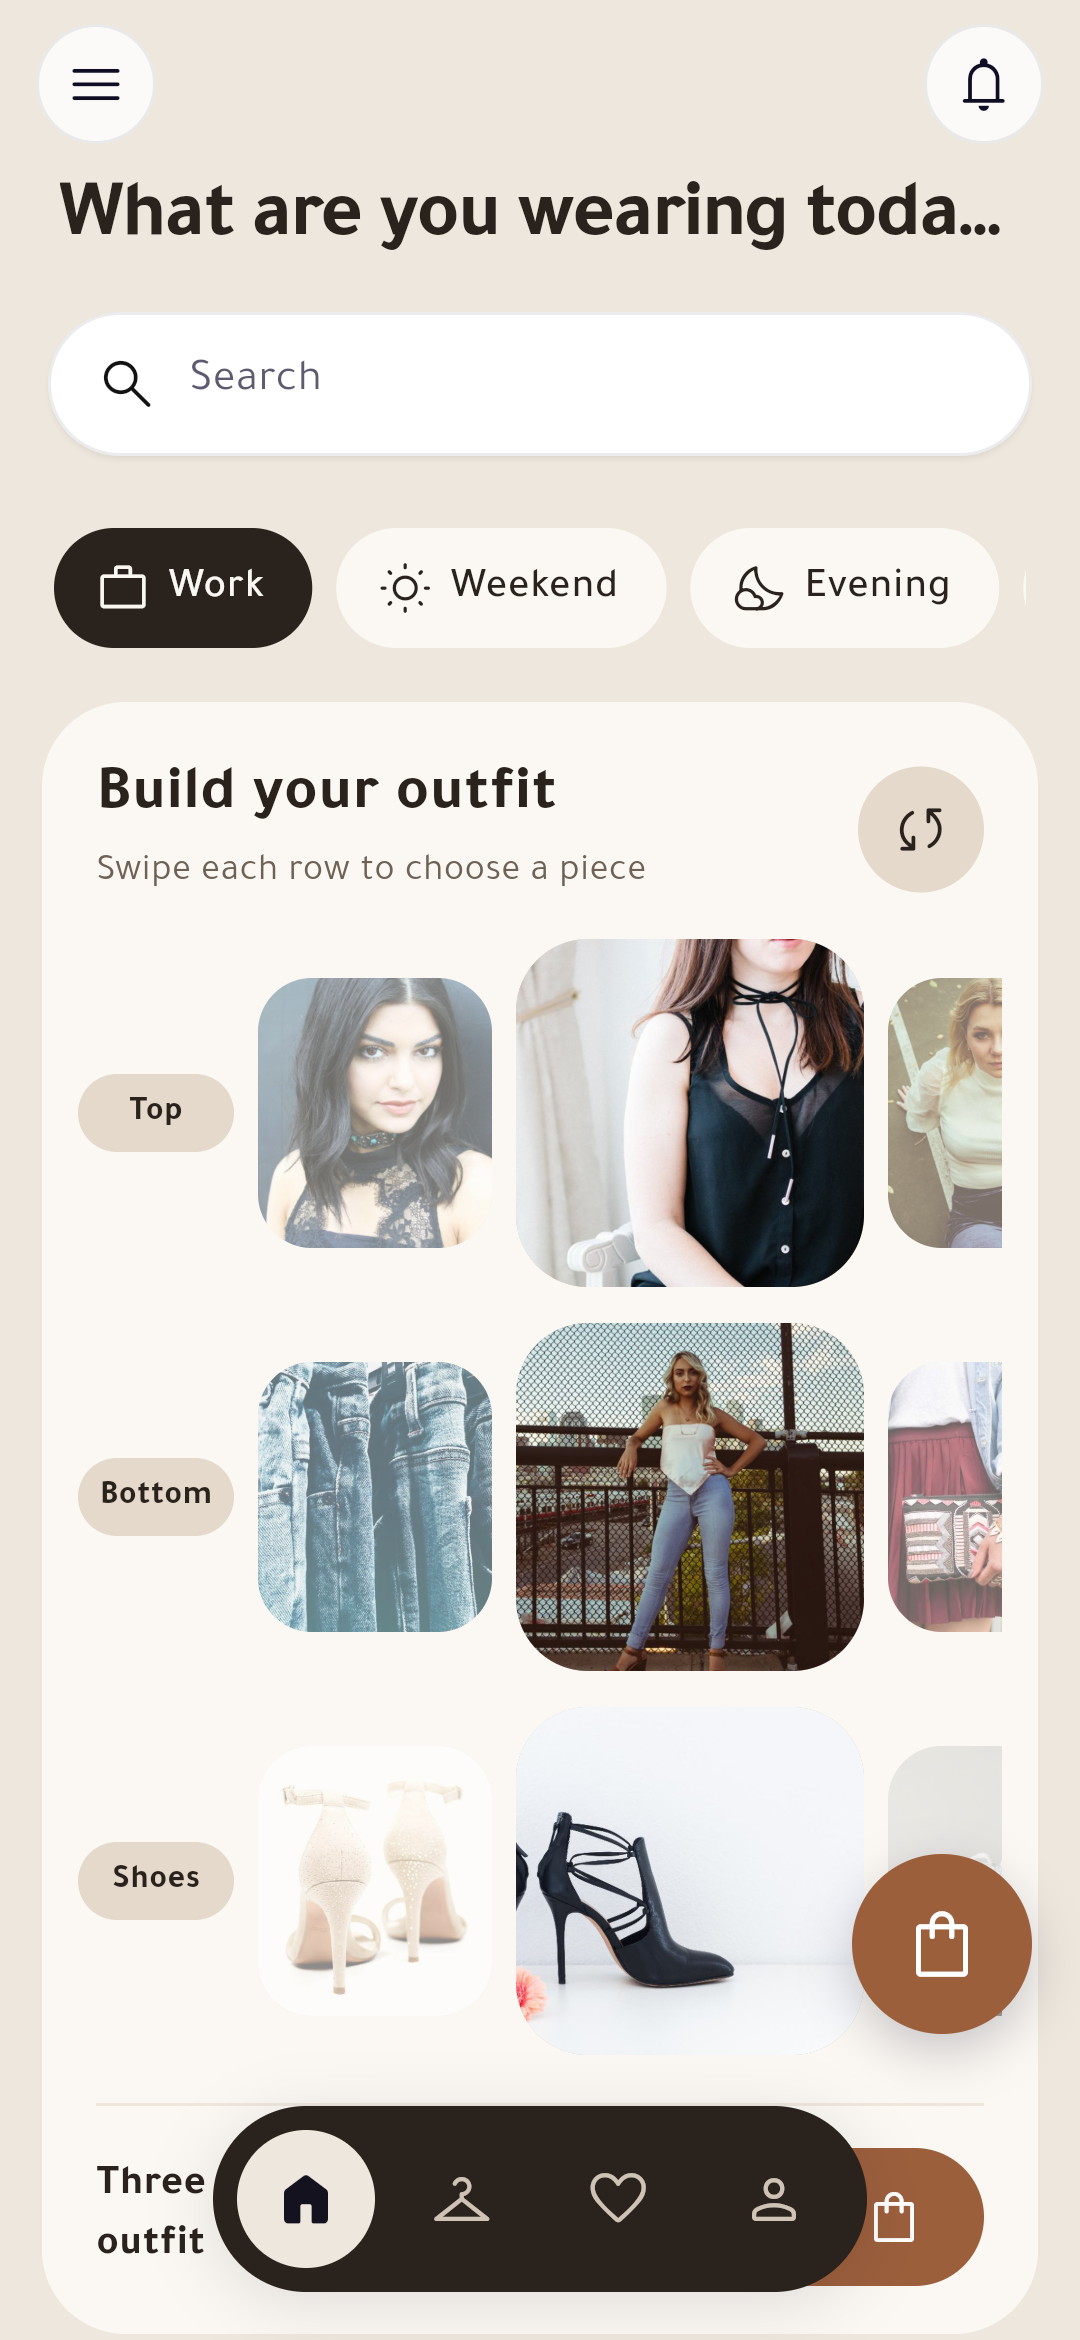 What are you wearing toda...
Search
Work
Weekend
Evening
Build your outfit
Swipe each row to choose a piece
Top
Bottom
Shoes
Three
outfit